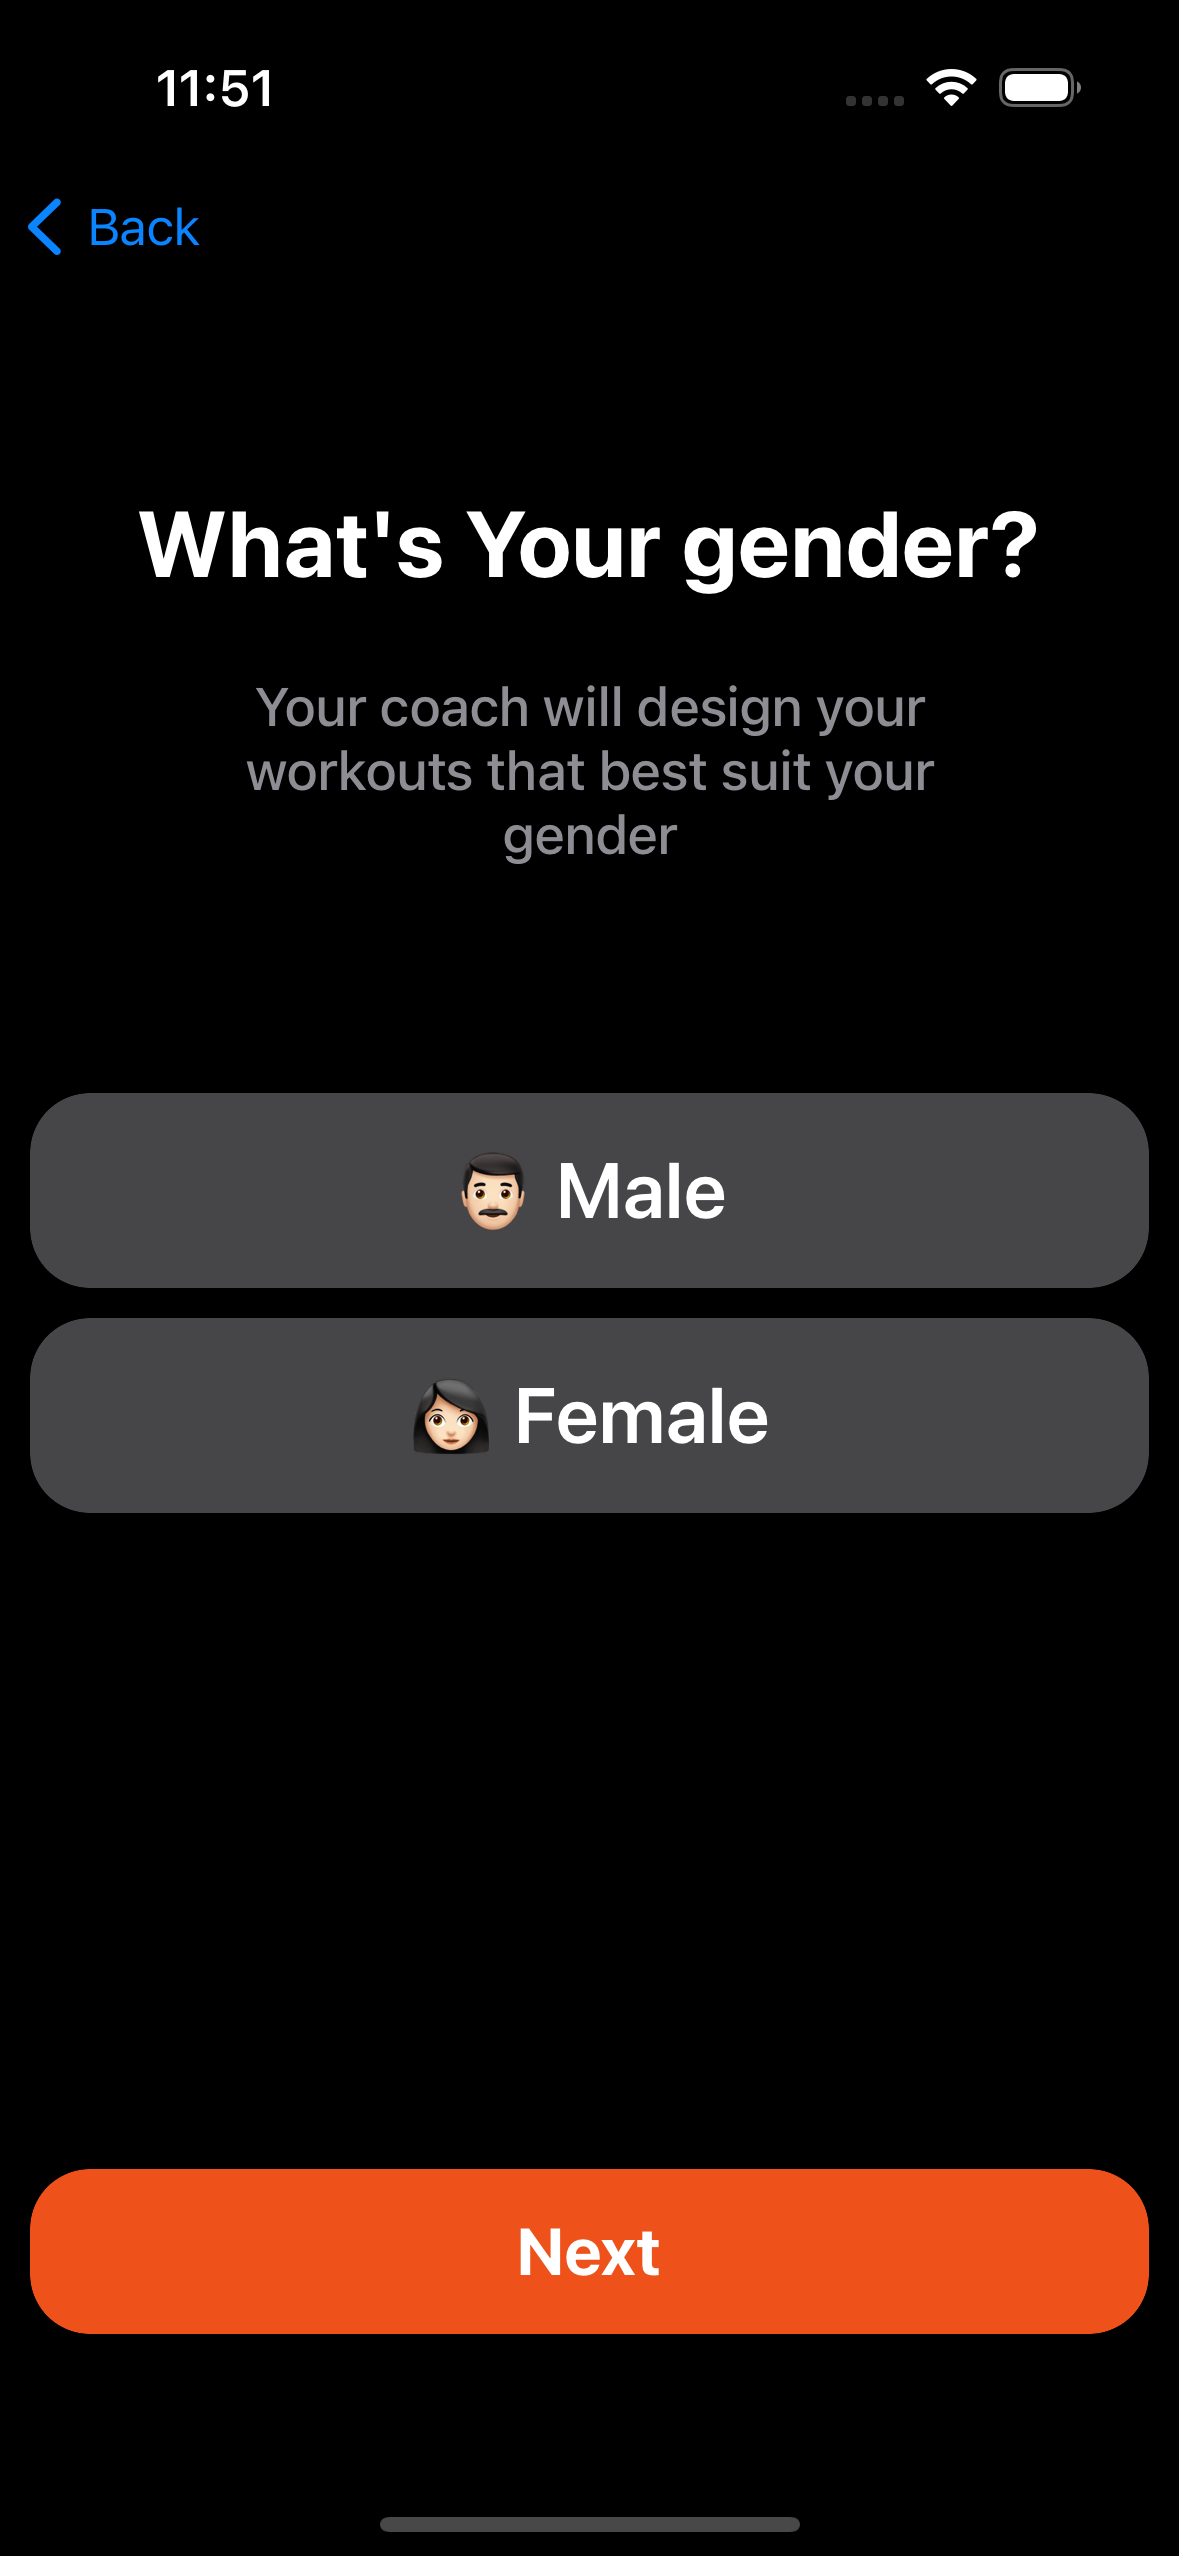 11:51
Back
What's Your gender?
Your coach will design your
workouts that best suit your
gender
Male
Female
Next